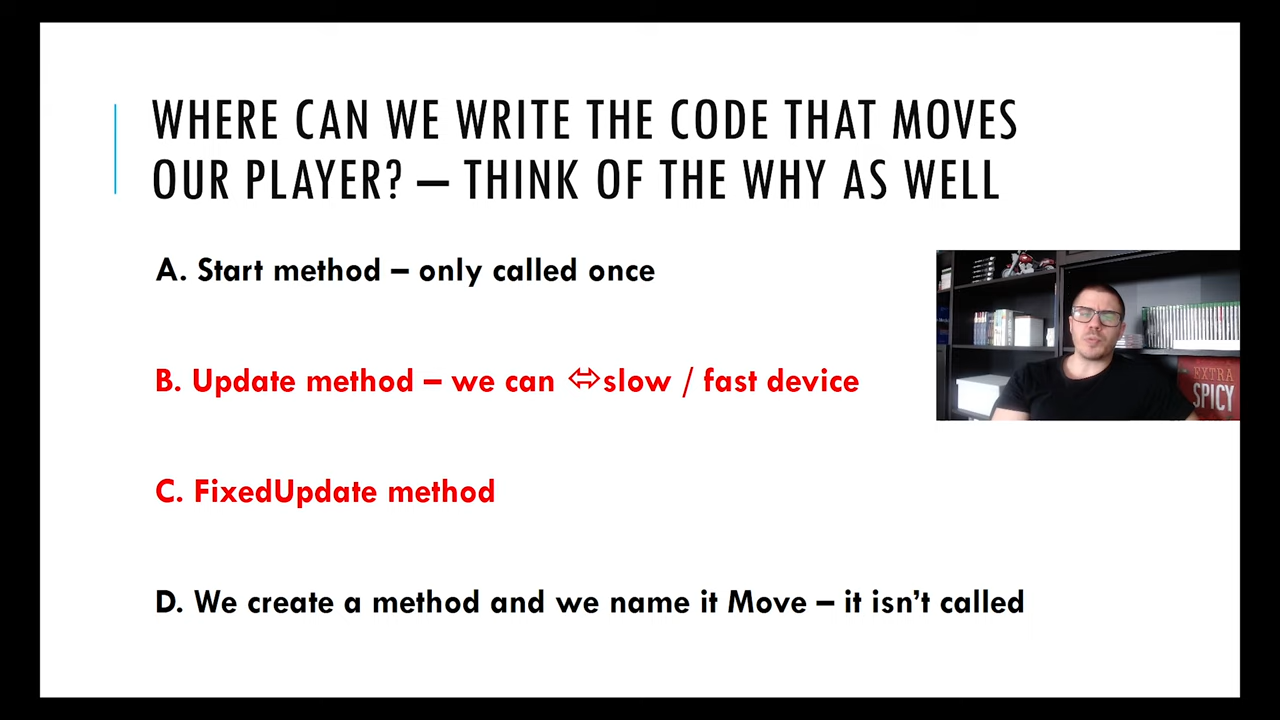 WHERE CAN WE WRITE THE CODE THAT MOVES
OUR PLAYER? – THINK OF THE WHY AS WELL
A. Start method – only called once
B. Update method – we can ⬄slow / fast device
EXTRA
SPICY
C. FixedUpdate method
D. We create a method and we name it Move – it isn’t called